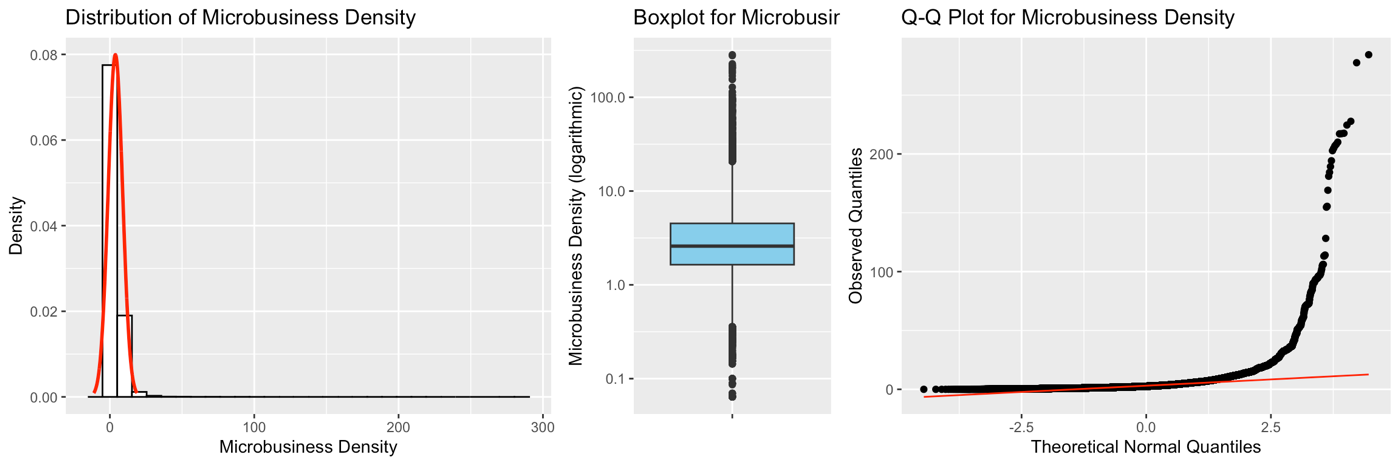 Distribution of Microbusiness Density
0.08
0.06
0.04
0.02
0.00
Density
0
100
200
300
Microbusiness Density
Boxplot for Microbusir
100.0
10.0
1.0
0.1
Microbusiness Density (logarithmic)
Q-Q Plot for Microbusiness Density
200
100
0
Observed Quantiles
-2.5
0.0
2.5
Theoretical Normal Quantiles